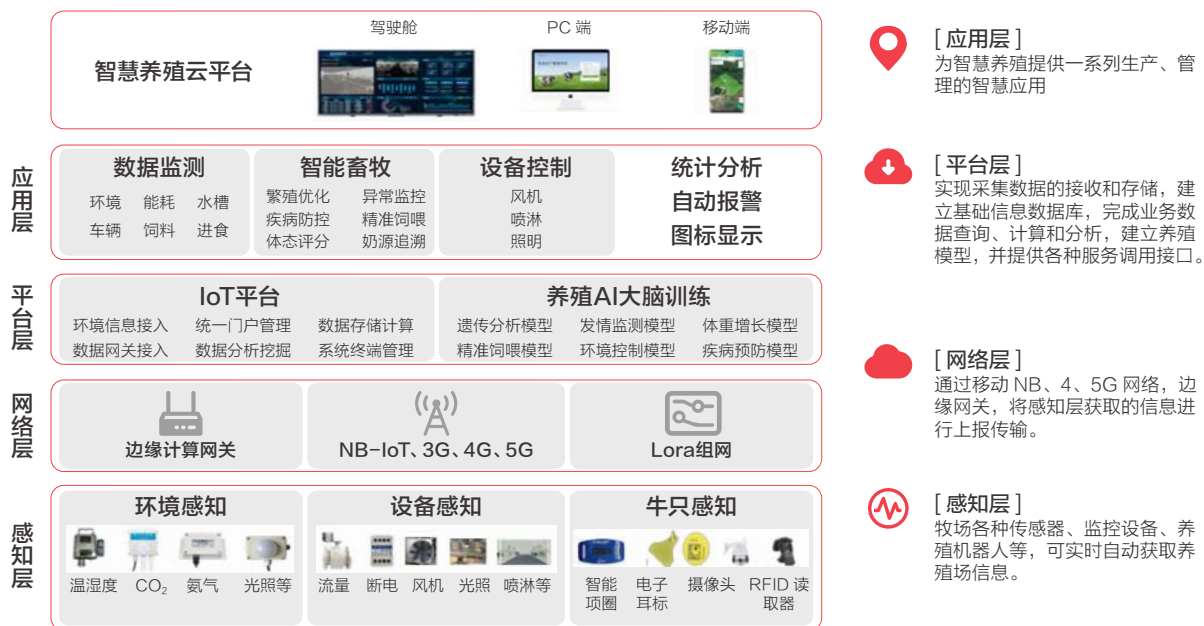 驾驶舱
PC 端
移动端
智慧养殖云平台
应用层
数据监测
环境 能耗 水槽
车辆 饲料 进食
智能畜牧
繁殖优化 异常监控
疾病防控 精准饲喂
体态评分 奶源追溯
设备控制
风机
喷淋
照明
统计分析
自动报警
图标显示
平台层
IoT平台
环境信息接入 统一门户管理 数据存储计算
数据网关接入 数据分析挖掘 系统终端管理
养殖AI大脑训练
遗传分析模型 发情监测模型 体重增长模型
精准饲喂模型 环境控制模型 疾病预防模型
网络层
边缘计算网关
NB-IoT、3G、4G、5G
Lora组网
感知层
环境感知
温湿度 CO₂ 氨气 光照等
设备感知
流量 断电 风机 光照 喷淋等
牛只感知
智能项圈
电子耳标
摄像头
RFID 读取器
[ 应用层 ]
为智慧养殖提供一系列生产、管
理的智慧应用
[ 平台层 ]
实现采集数据的接收和存储，建
立基础信息数据库，完成业务数
据查询、计算和分析，建立养殖
模型，并提供各种服务调用接口。
[ 网络层 ]
通过移动 NB、4、5G 网络，边
缘网关，将感知层获取的信息进
行上报传输。
[ 感知层 ]
牧场各种传感器、监控设备、养
殖机器人等，可实时自动获取养
殖场信息。